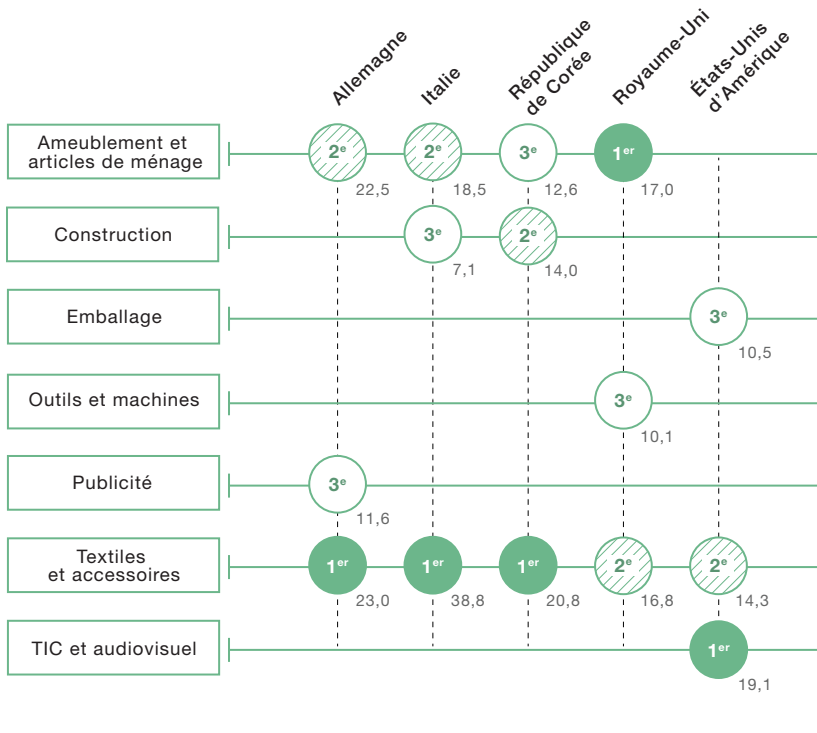 Allemagne
Italie
République
de Corée
Royaume-Uni
États-Unis
d'Amérique
Ameublement et
articles de ménage
2e
2e
3e
1er
22,5
18,5
12,6
17,0
Construction
3e
2e
7,1
14,0
Emballage
3e
10,5
Outils et machines
3e
10,1
Publicité
3e
11,6
Textiles
et accessoires
1er
1er
1er
2e
2e
23,0
38,8
20,8
16,8
14,3
TIC et audiovisuel
1er
19,1